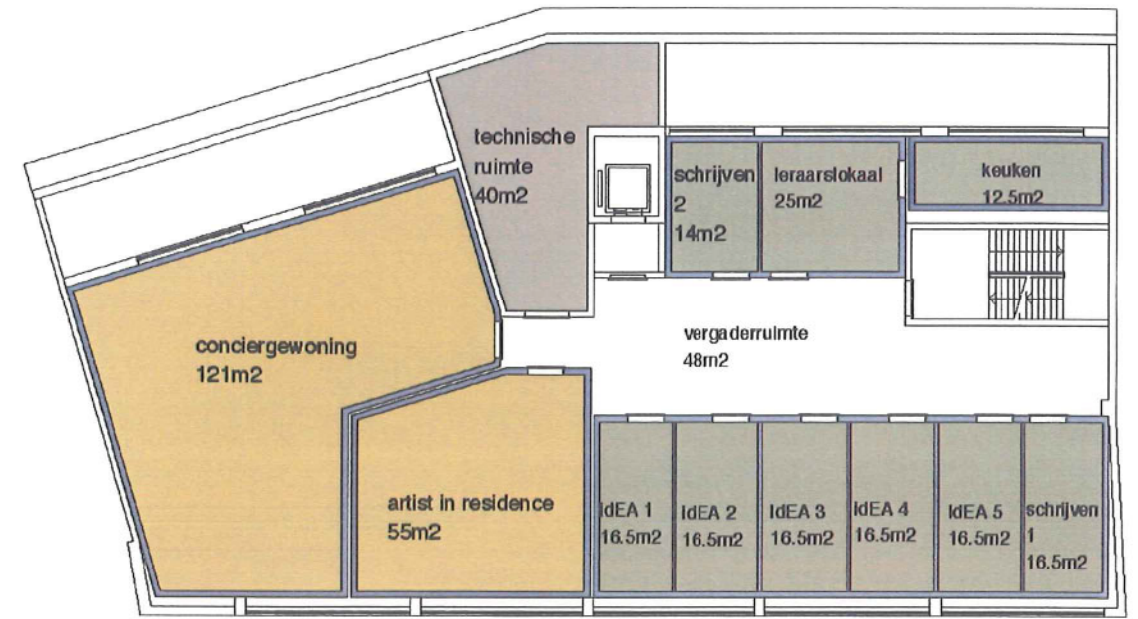 technische
ruimte
40m2
schrijven
2
14m2
leraarslokaal
25m2
keuken
12.5m2
conciergewoning
121m2
vergaderruimte
48m2
artist in residence
55m2
IdEA 1
16.5m2
IdEA 2
16.5m2
IdEA 3
16.5m2
IdEA 4
16.5m2
IdEA 5
16.5m2
schrijven
1
16.5m2